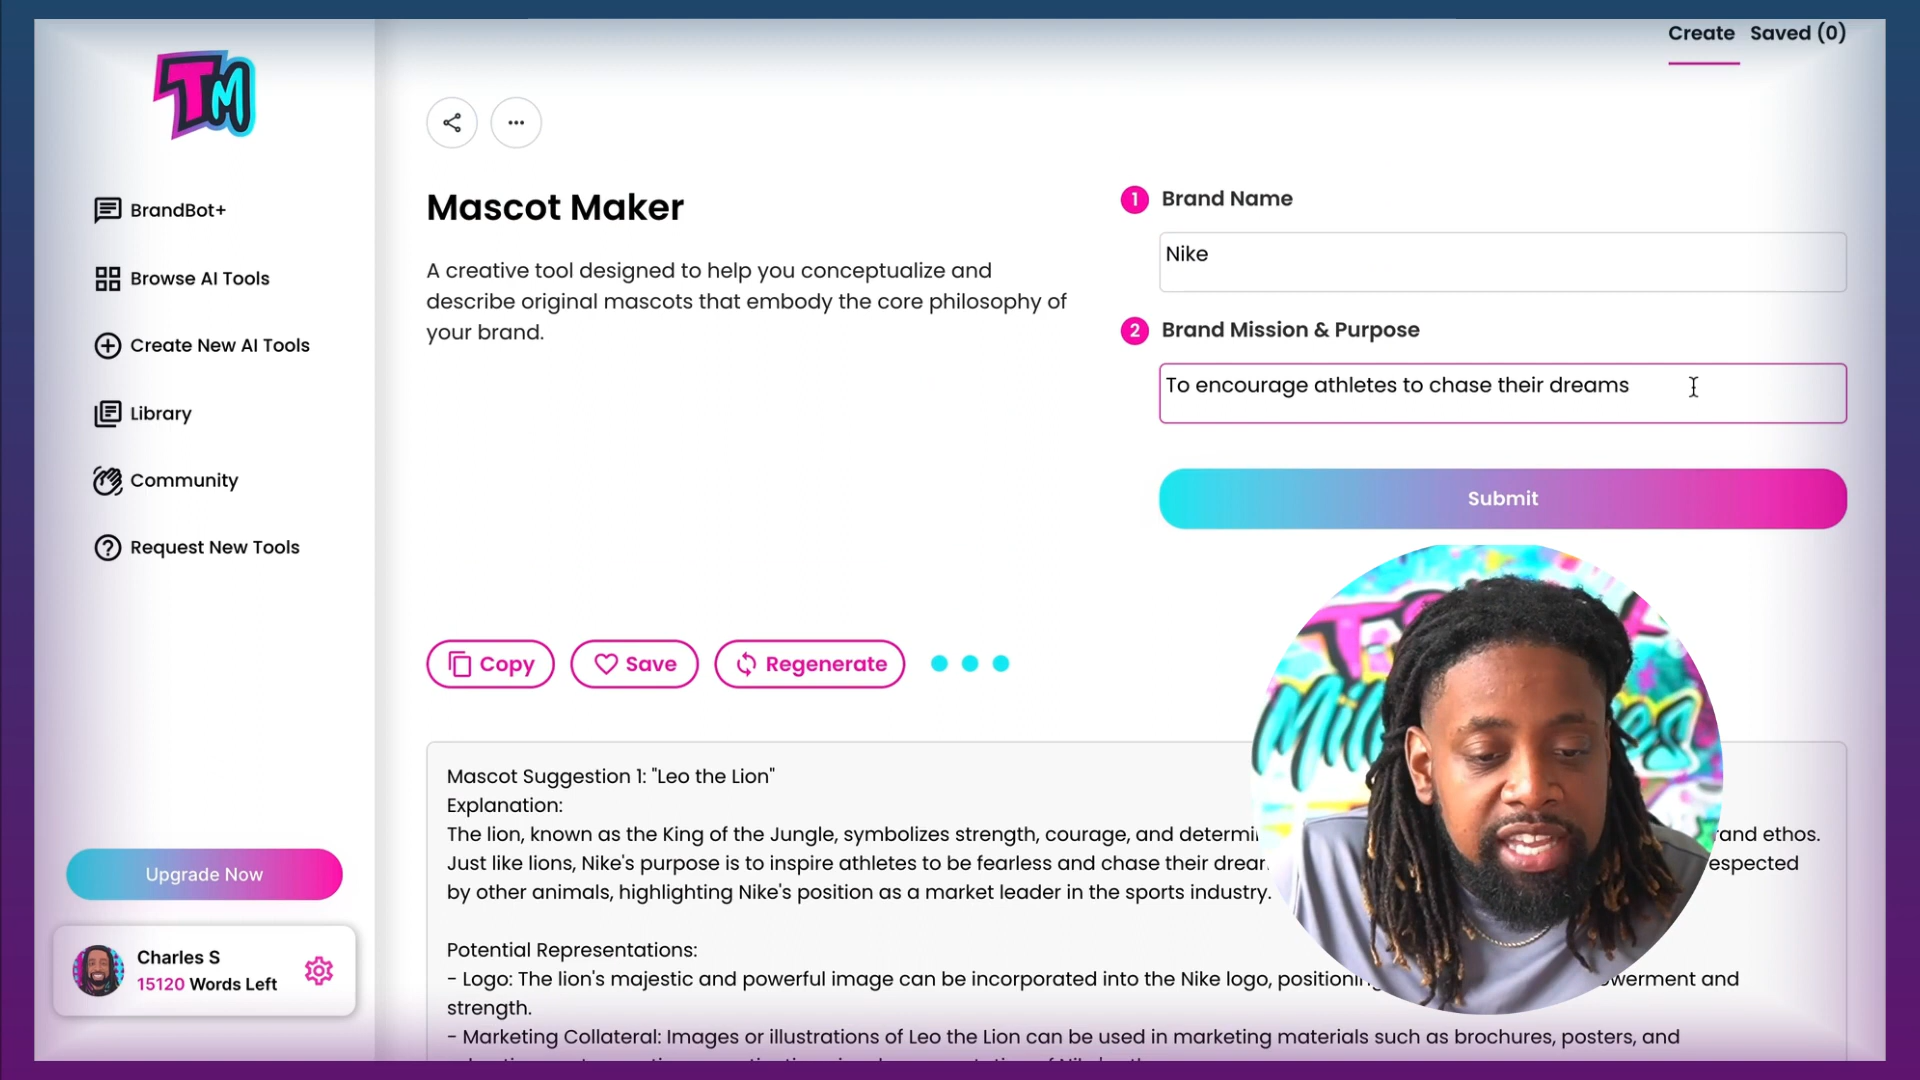 Create Saved (0)
TM
BrandBot+
Browse AI Tools
Create New AI Tools
Library
Community
Request New Tools
Upgrade Now
Charles S
15120 Words Left
Mascot Maker
A creative tool designed to help you conceptualize and
describe original mascots that embody the core philosophy of
your brand.
1 Brand Name
Nike
2 Brand Mission & Purpose
To encourage athletes to chase their dreams
Submit
Copy Save Regenerate
Mascot Suggestion 1: "Leo the Lion"
Explanation:
The lion, known as the King of the Jungle, symbolizes strength, courage, and ethos.
Just like lions, Nike's purpose is to inspire athletes to be fearless and chase their
by other animals, highlighting Nike's position as a market leader in the sports industry.
Potential Representations:
- Logo: The lion's majestic and powerful image can be incorporated into the Nike logo, and
strength.
- Marketing Collateral: Images or illustrations of Leo the Lion can be used in marketing materials such as brochures, posters, and